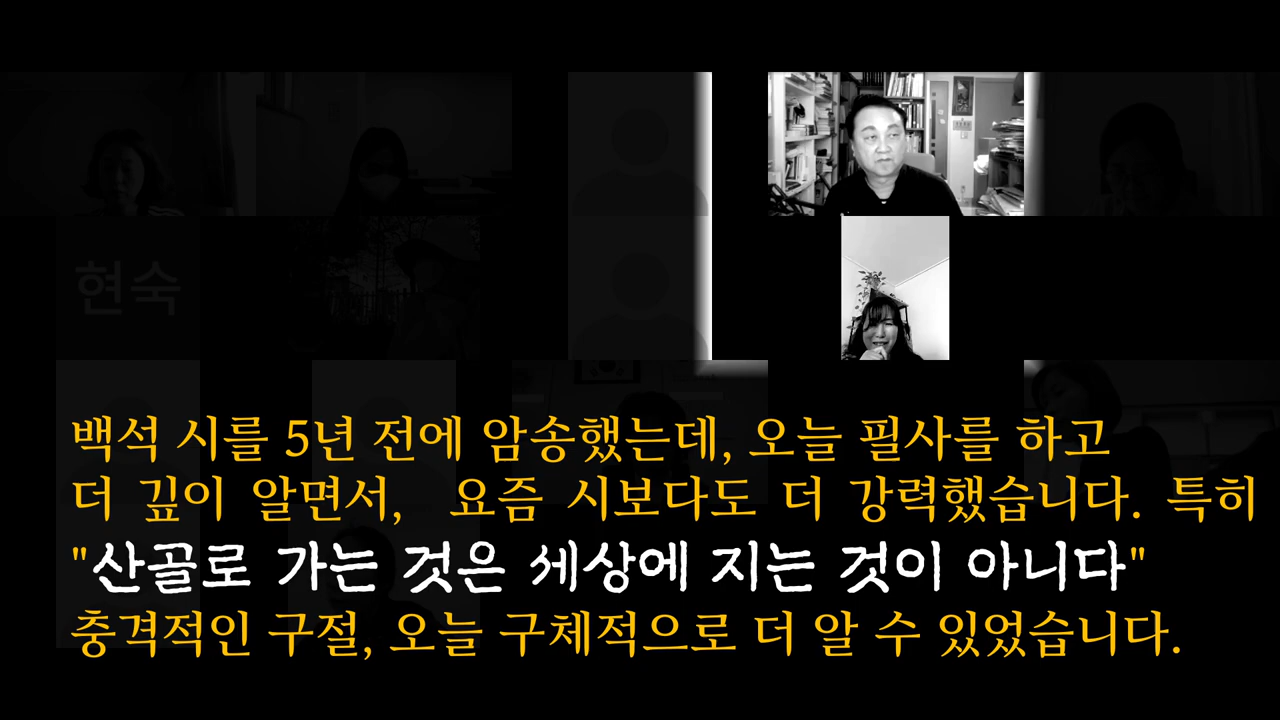 현숙
백석 시를 5년 전에 암송했는데, 오늘 필사를 하고
더 깊이 알면서, 요즘 시보다도 더 강력했습니다. 특히
"산골로 가는 것은 세상에 지는 것이 아니다"
충격적인 구절, 오늘 구체적으로 더 알 수 있었습니다.